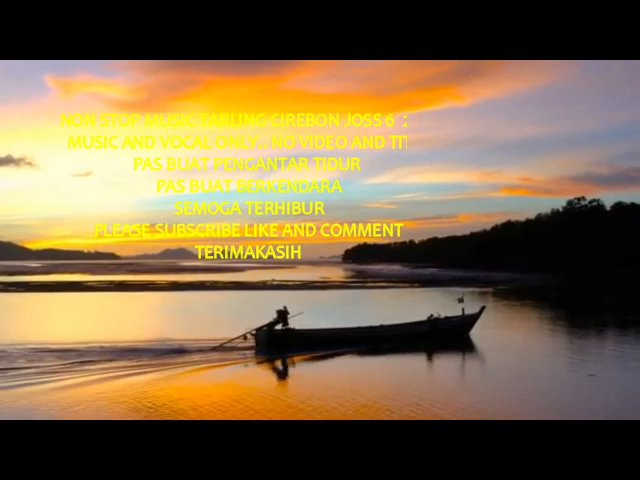 NON STOP MUSIC TARLING CIREBON JOSS 6
MUSIC AND VOCAL ONLY.. NO VIDEO AND
PAS BUAT PENGANTAR TIDUR
PAS BUAT BERKENDARA
SEMOGA TERHIBUR
PLEASE SUBSCRIBE LIKE AND COMMENT
TERIMAKASIH